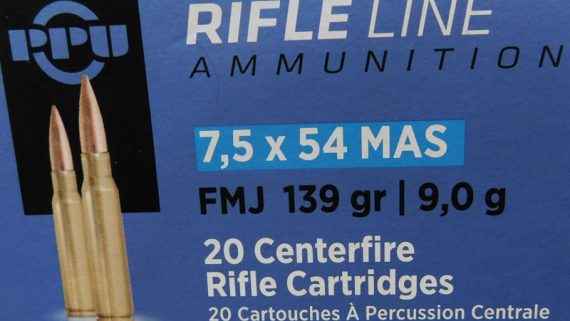 PPU
RIFLE LINE
AMMUNITION
7,5 x 54 MAS
FMJ 139 gr | 9,0 g
20 Centerfire
Rifle Cartridges
20 Cartouches À Percussion Centrale